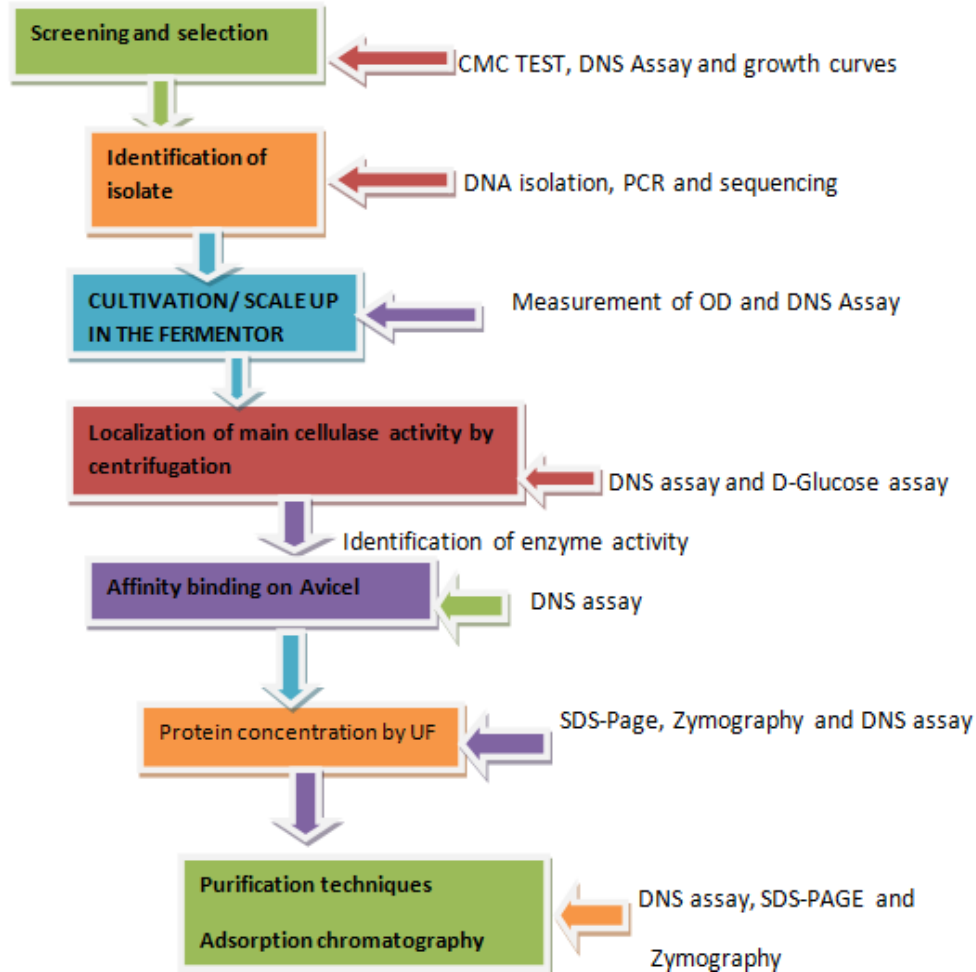 Screening and selection
CMC TEST, DNS Assay and growth curves
Identification of
isolate
DNA isolation, PCR and sequencing
CULTIVATION/ SCALE UP
IN THE FERMENTOR
Measurement of OD and DNS Assay
Localization of main cellulase activity by
centrifugation
DNS assay and D-Glucose assay
Identification of enzyme activity
Affinity binding on Avicel
DNS assay
Protein concentration by UF
SDS-Page, Zymography and DNS assay
Purification techniques
Adsorption chromatography
DNS assay, SDS-PAGE and
Zymography